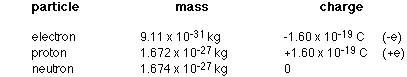 particle mass charge
electron 9.11 x 10-31 kg -1.60 x 10-19 C (-e)
proton 1.672 x 10-27 kg +1.60 x 10-19 C (+e)
neutron 1.674 x 10-27 kg 0